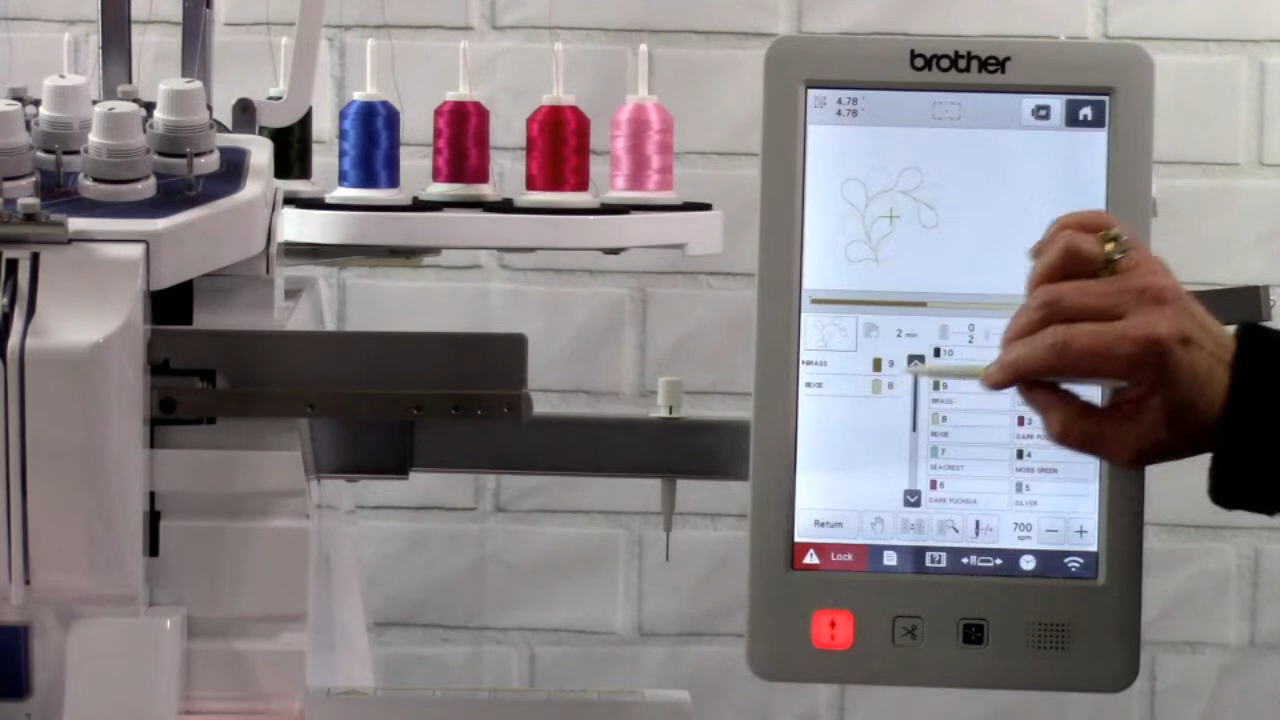 brother
4.78 "
4.78 "
2 min
0
2
BRASS 9
BEIGE 8
10
9
BRASS
8
BEIGE
3
7
SEACREST
4
MOSS GREEN
6
DARK FUCHSIA
5
SILVER
Return
700
spm
Lock